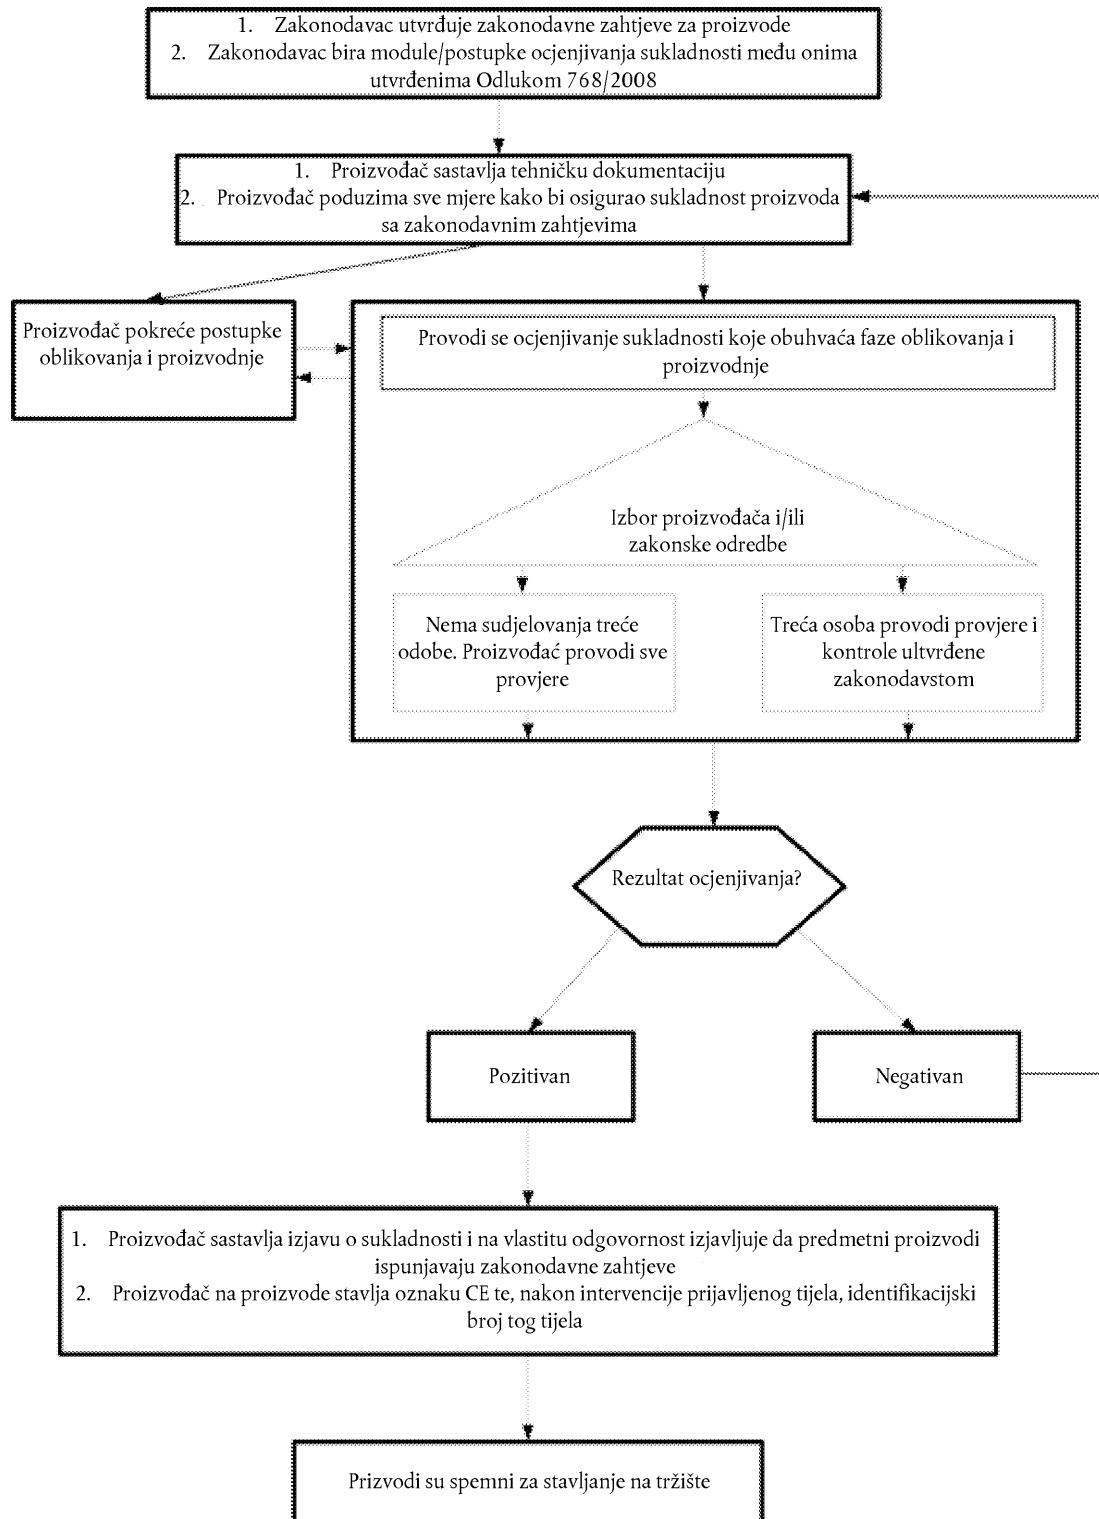 1. Zakonodavac utvrđuje zakonodavne zahtjeve za proizvode
2. Zakonodavac bira module/postupke ocjenjivanja sukladnosti među onima
utvrđenima Odlukom 768/2008
1. Proizvođač sastavlja tehničku dokumentaciju
2. Proizvođač poduzima sve mjere kako bi osigurao sukladnost proizvoda
sa zakonodavnim zahtjevima
Proizvođač pokreće postupke
oblikovanja i proizvodnje
Provodi se ocjenjivanje sukladnosti koje obuhvaća faze oblikovanja i
proizvodnje
Izbor proizvođača i/ili
zakonske odredbe
Nema sudjelovanja treće
odobe. Proizvođać provodi sve
provjere
Treća osoba provodi provjere i
kontrole ultvrđene
zakonodavstom
Rezultat ocjenjivanja?
Pozitivan
Negativan
1. Proizvođač sastavlja izjavu o sukladnosti i na vlastitu odgovornost izjavljuje da predmetni proizvodi
ispunjavaju zakonodavne zahtjeve
2. Proizvođač na proizvode stavlja oznaku CE te, nakon intervencije prijavljenog tijela, identifikacijski
broj tog tijela
Prizvodi su spemni za stavljanje na tržište